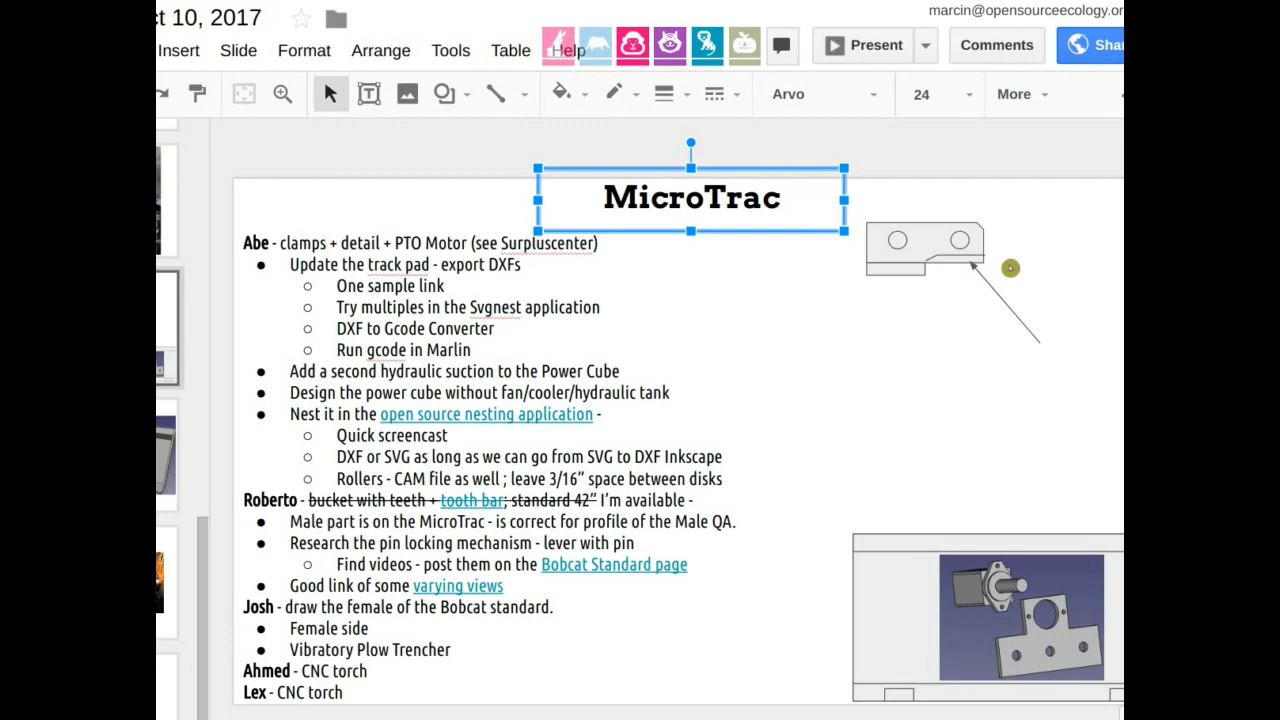 ct 10, 2017
marcin@opensourceecology.or
Insert Slide Format Arrange Tools Table Help
Present
Comments
Shar
Arvo
24
More
MicroTrac
Abe - clamps + detail + PTO Motor (see Surpluscenter)
● Update the track pad - export DXFs
○ One sample link
○ Try multiples in the Svgnest application
○ DXF to Gcode Converter
○ Run gcode in Marlin
● Add a second hydraulic suction to the Power Cube
● Design the power cube without fan/cooler/hydraulic tank
● Nest it in the open source nesting application -
○ Quick screencast
○ DXF or SVG as long as we can go from SVG to DXF Inkscape
○ Rollers - CAM file as well ; leave 3/16” space between disks
Roberto - bucket with teeth + tooth bar; standard 42” I’m available -
● Male part is on the MicroTrac - is correct for profile of the Male QA.
● Research the pin locking mechanism - lever with pin
○ Find videos - post them on the Bobcat Standard page
● Good link of some varying views
Josh - draw the female of the Bobcat standard.
● Female side
● Vibratory Plow Trencher
Ahmed - CNC torch
Lex - CNC torch